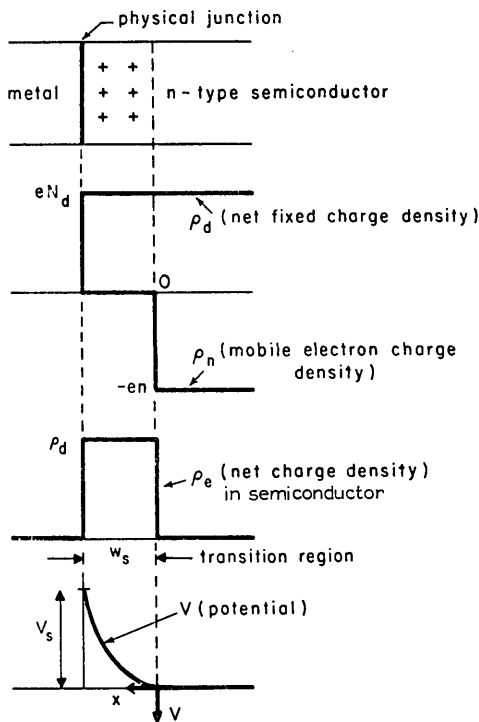 physical junction
metal
+ +
+ +
+ +
n-type semiconductor
eN_d
ρ_d (net fixed charge density)
O
ρ_n (mobile electron charge
density)
-en
ρ_d
ρ_e (net charge density)
in semiconductor
w_s
transition region
V_s
V (potential)
x
V